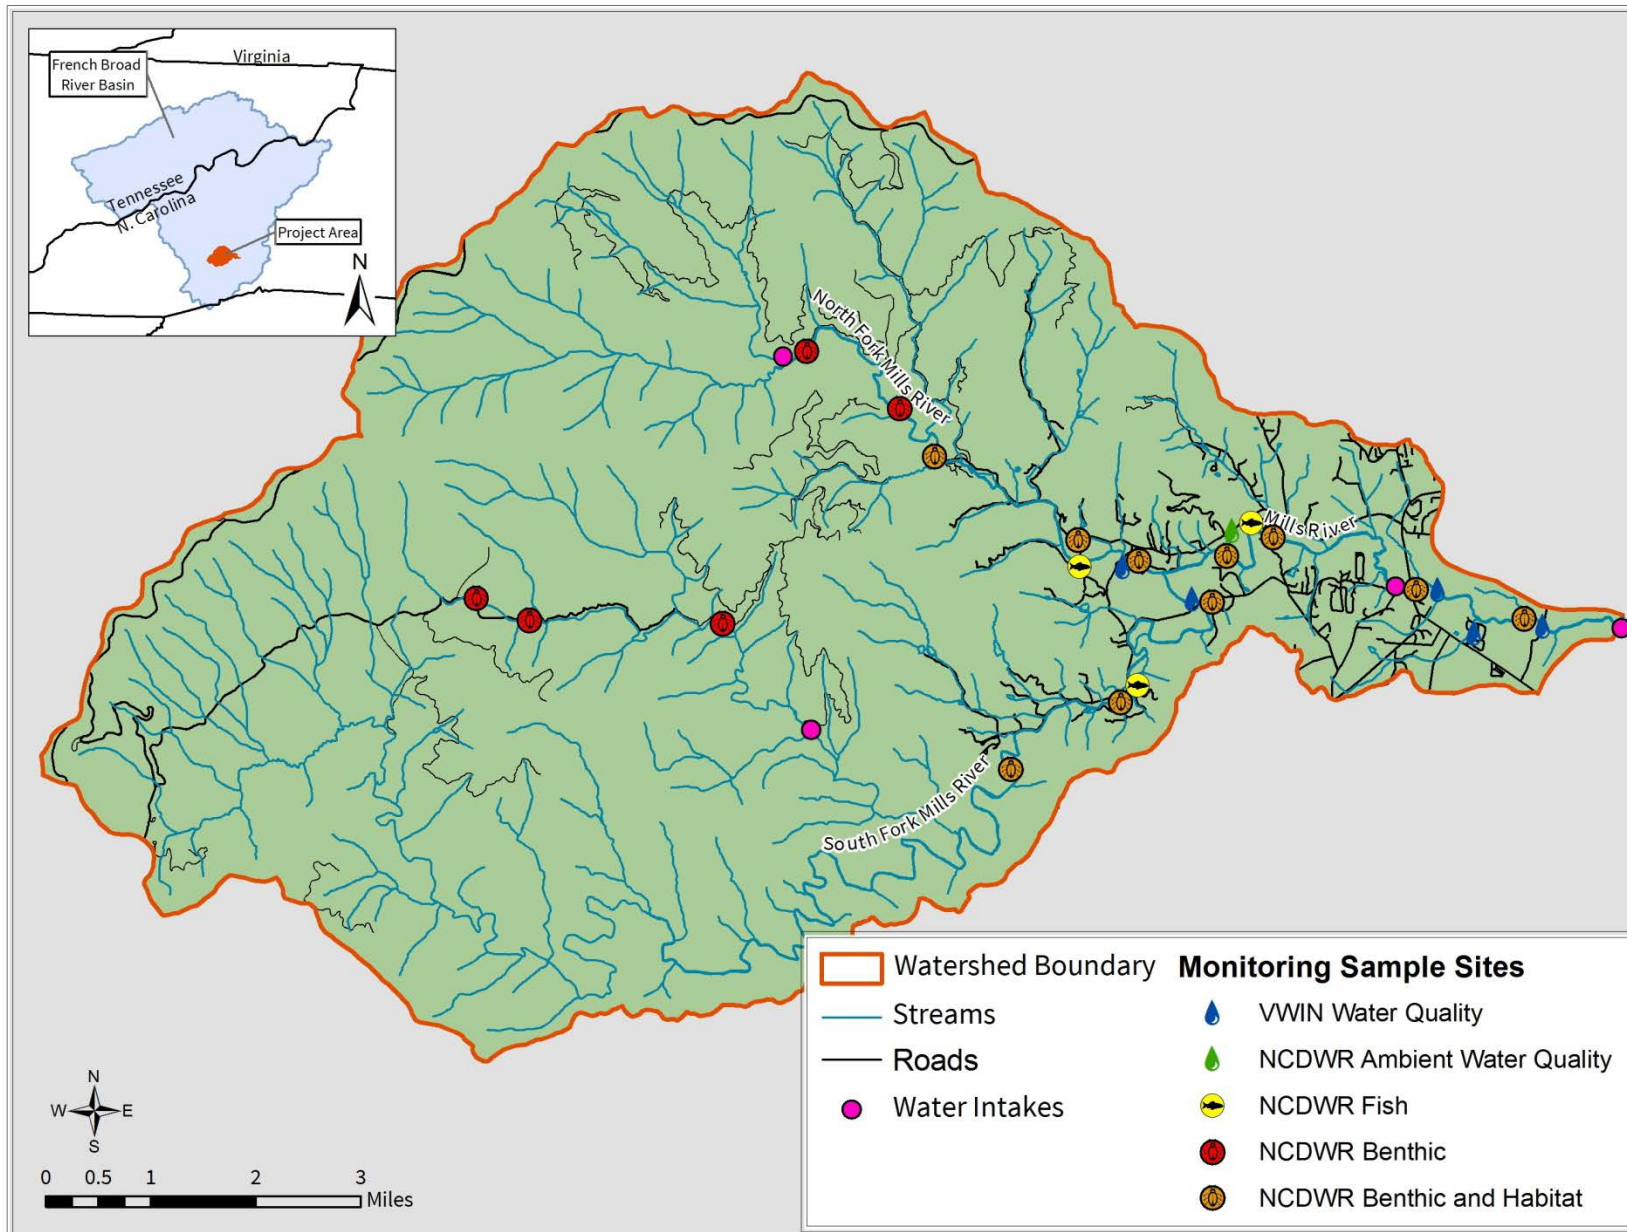 Virginia
French Broad
River Basin
Tennessee
N. Carolina
Project Area
N
North Fork Mills River
Mills River
South Fork Mills River
Watershed Boundary
Streams
Roads
Water Intakes
Monitoring Sample Sites
VWIN Water Quality
NCDWR Ambient Water Quality
NCDWR Fish
NCDWR Benthic
NCDWR Benthic and Habitat
N
W E
S
0 0.5 1 2 3
Miles